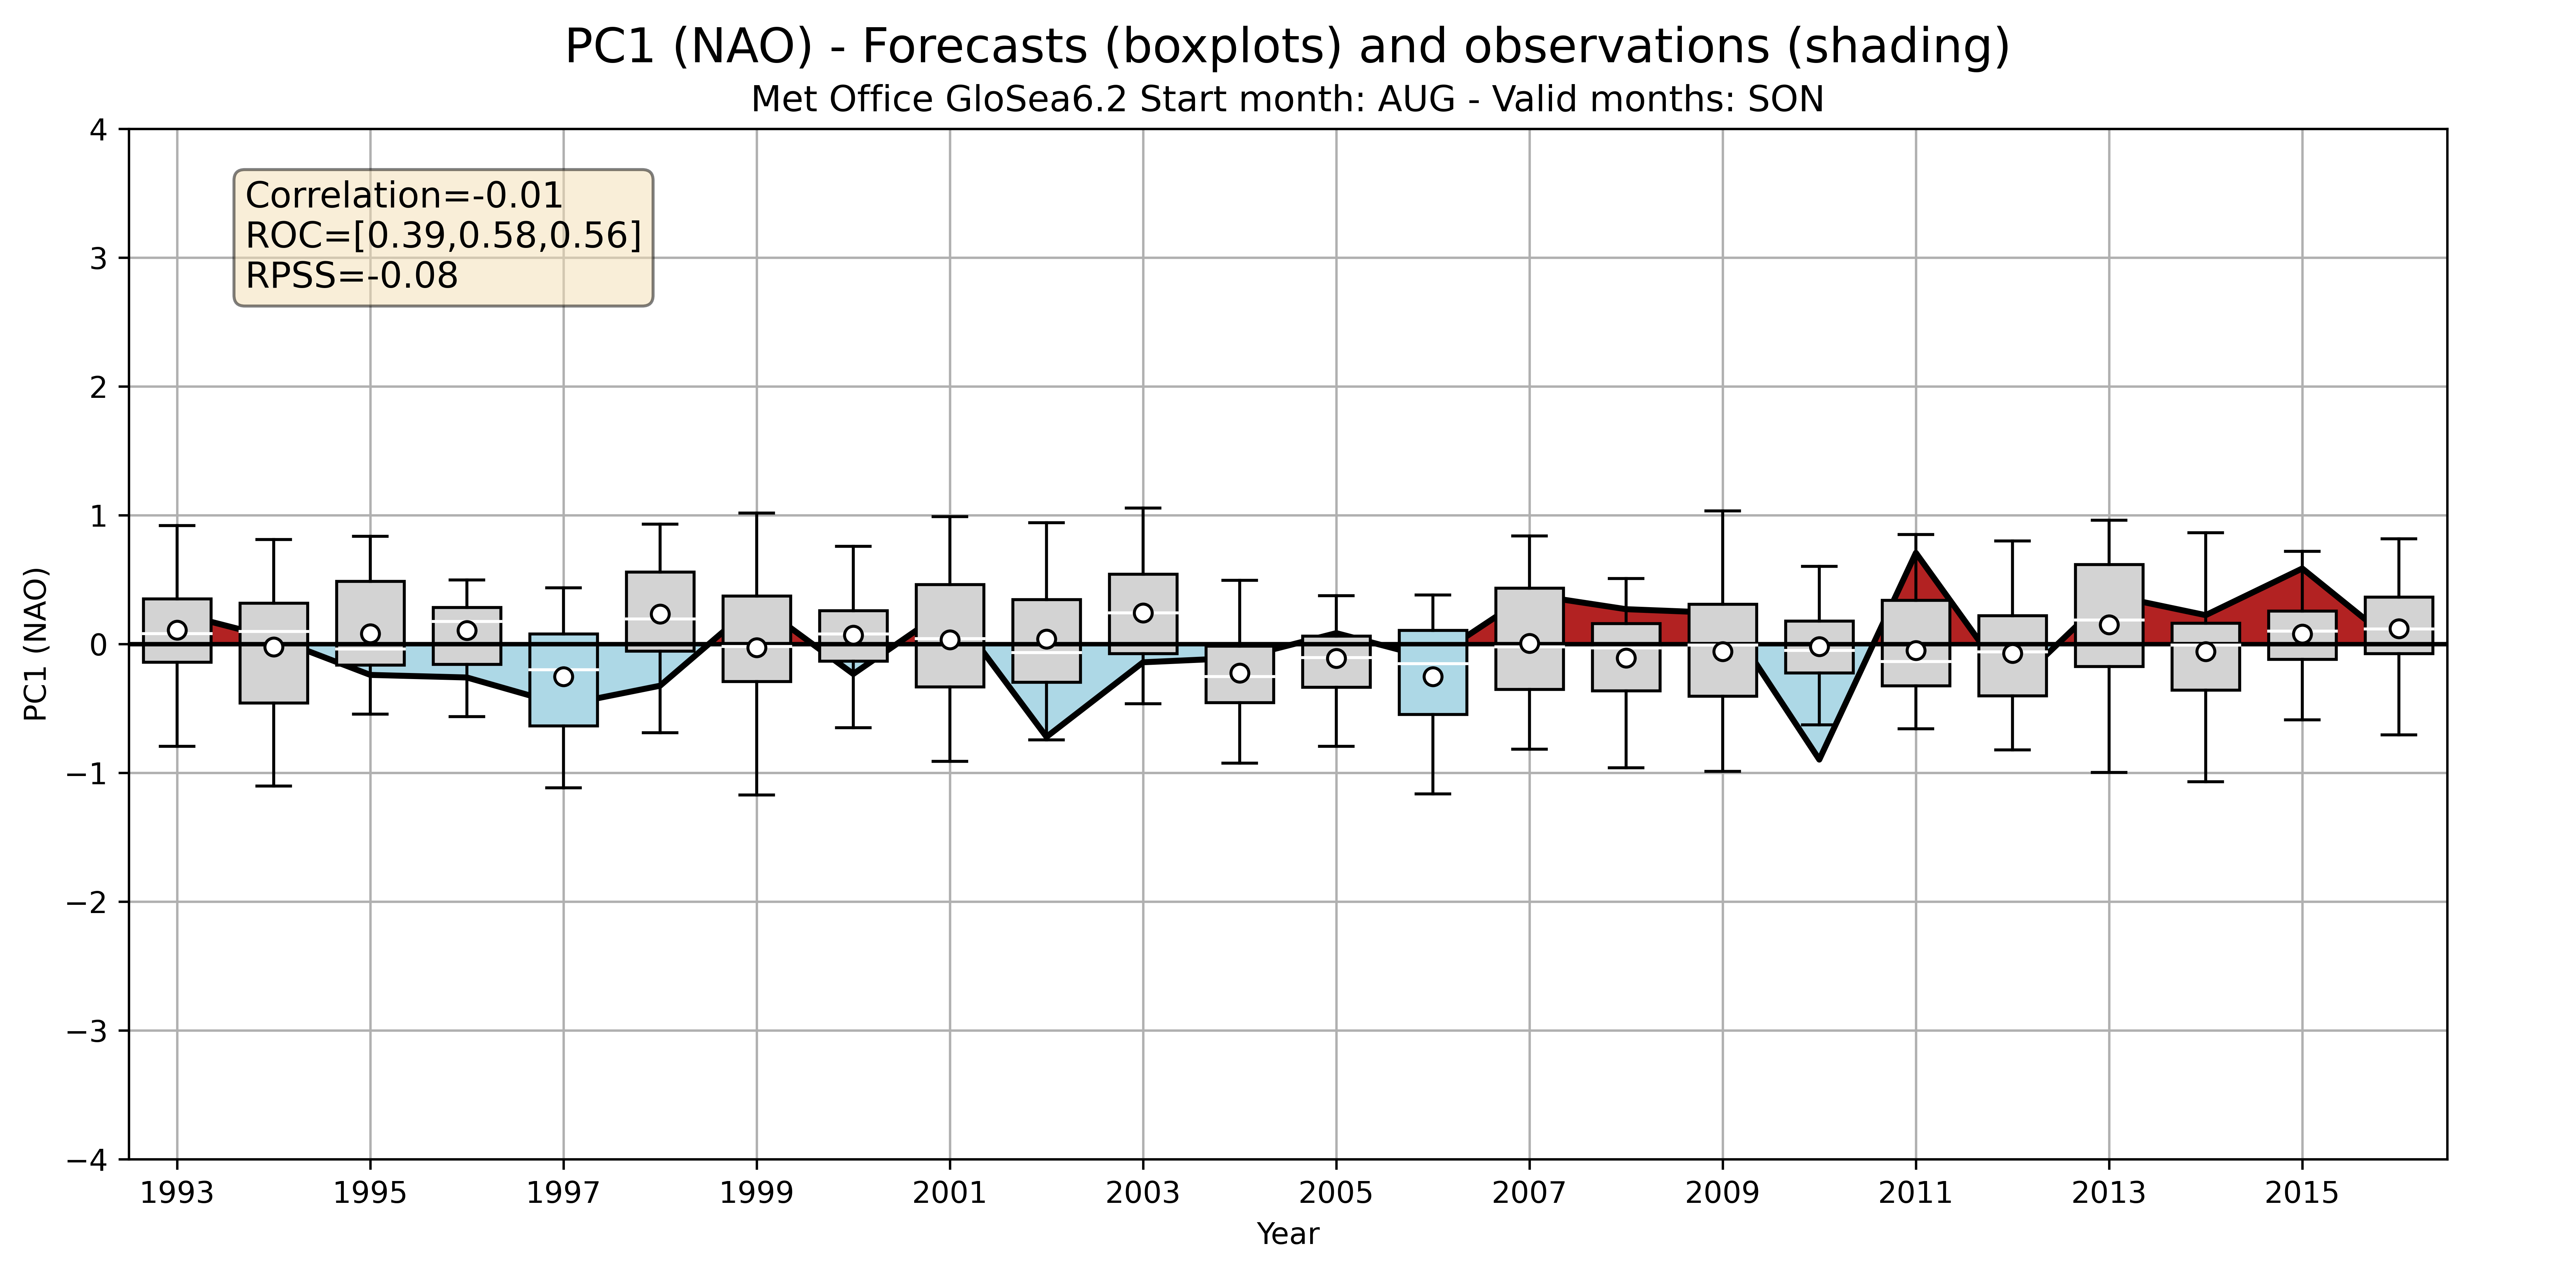 PC1 (NAO) - Forecasts (boxplots) and observations (shading)
Met Office GloSea6.2 Start month: AUG - Valid months: SON
Correlation=-0.01
ROC=[0.39,0.58,0.56]
RPSS=-0.08
PC1 (NAO)
4
3
2
1
0
−1
−2
−3
−4
1993 1995 1997 1999 2001 2003 2005 2007 2009 2011 2013 2015
Year